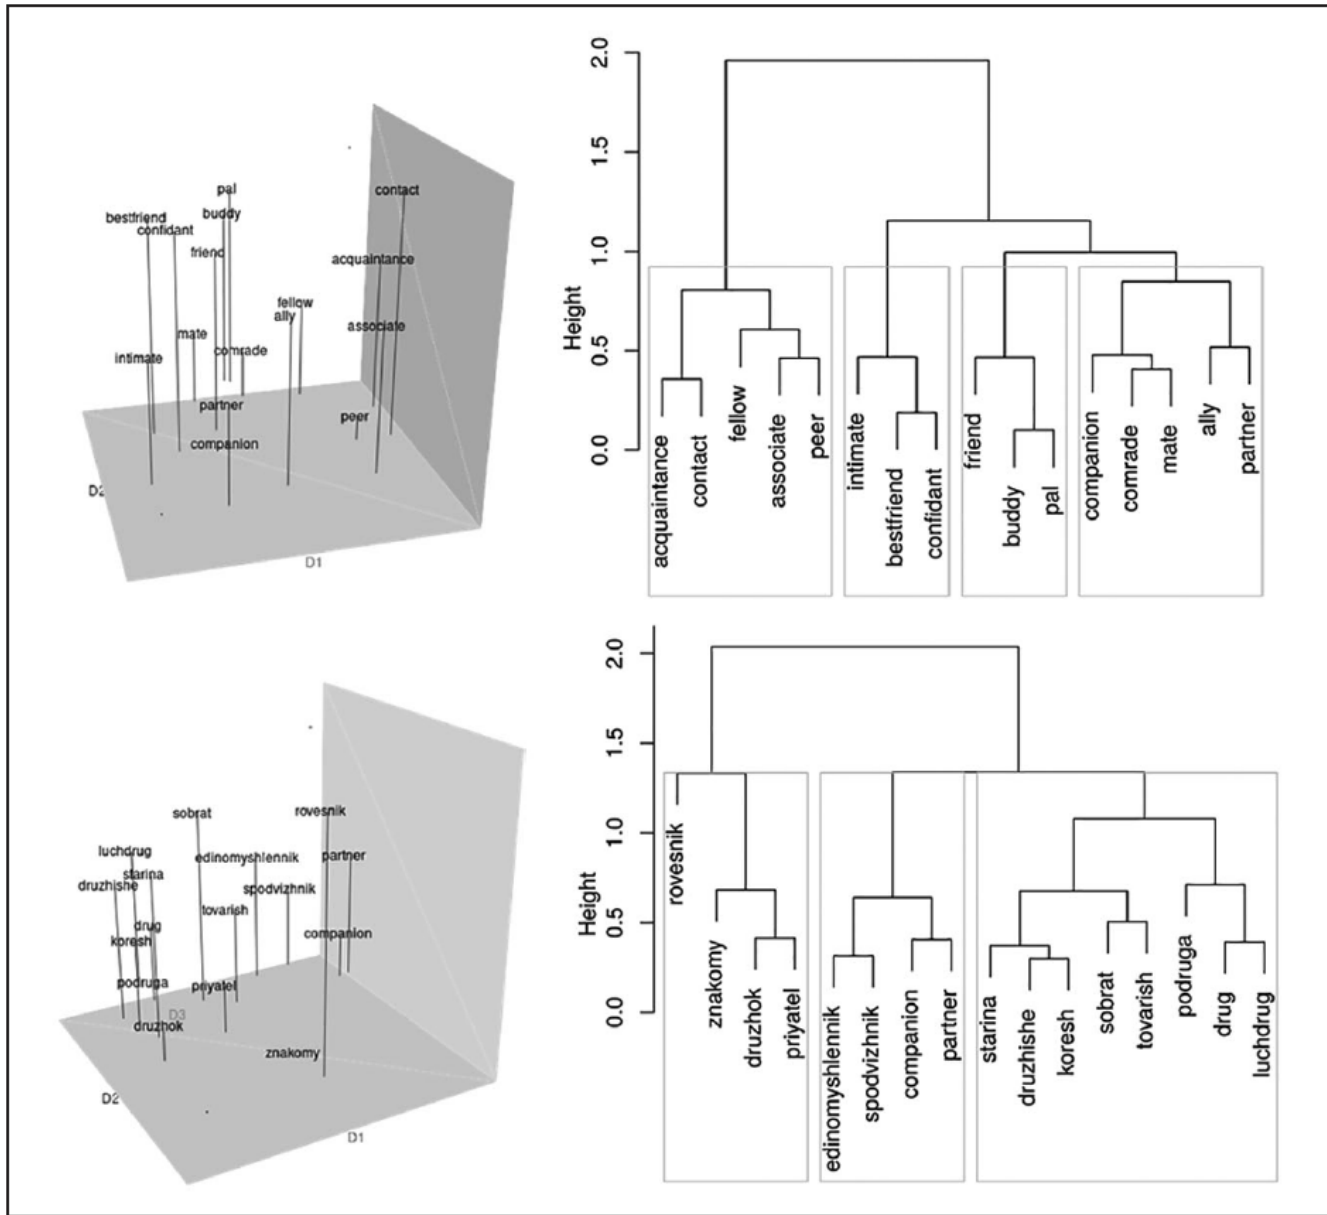 pal
contact
bestfriend
buddy
confidant
friend
acquaintance
fellow
ally
associate
mate
comrade
intimate
partner
peer
companion
D2
D1
Height
0.0
0.5
1.0
1.5
2.0
acquaintance
contact
fellow
associate
peer
intimate
bestfriend
confidant
friend
buddy
pal
companion
comrade
mate
ally
partner
sobrat
rovesnik
luchdrug
edinomyshlennik
partner
starina
druzhishe
spodvizhnik
tovarish
drug
koresh
companion
podruga
priyatel
D3
druzhok
znakomy
D2
D1
Height
0.0
0.5
1.0
1.5
2.0
rovesnik
znakomy
druzhok
priyatel
edinomyshlennik
spodvizhnik
companion
partner
starina
druzhishe
koresh
sobrat
tovarish
podruga
drug
luchdrug